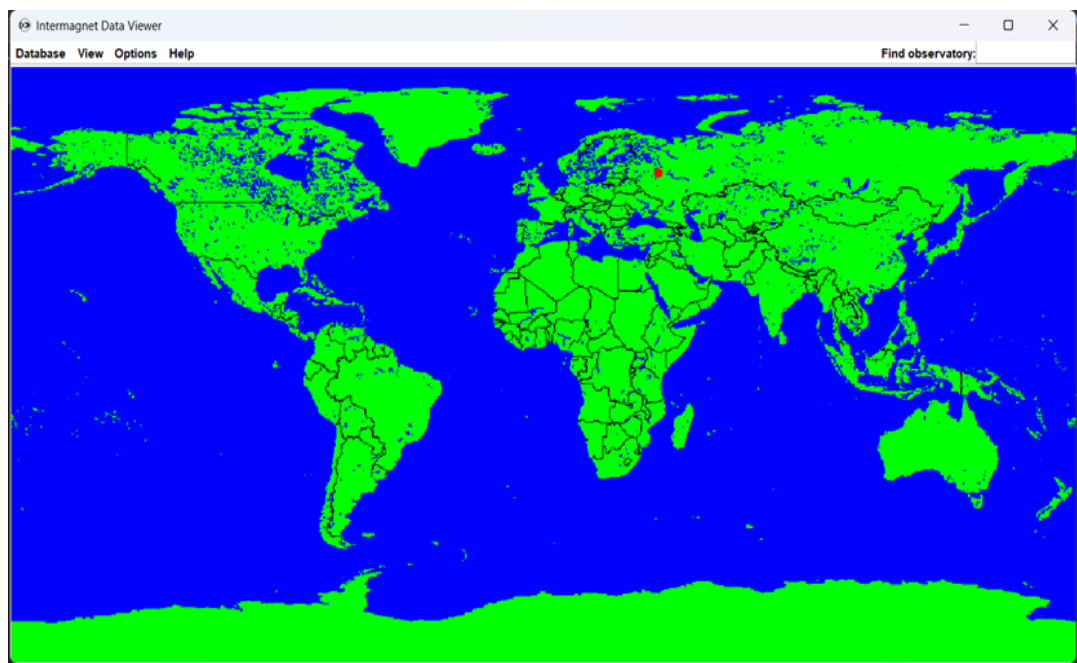 Intermagnet Data Viewer
Database View Options Help Find observatory: